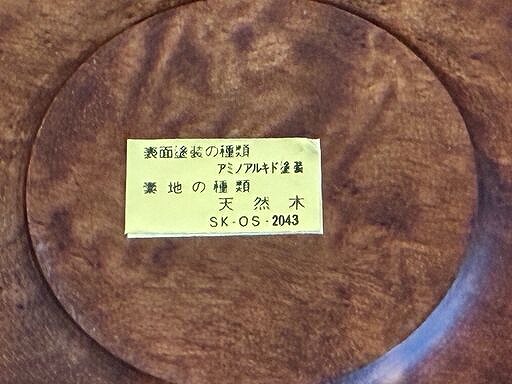 表面塗装の種類
アミノアルキド塗装
素地の種類
天然木
SK-OS-2043